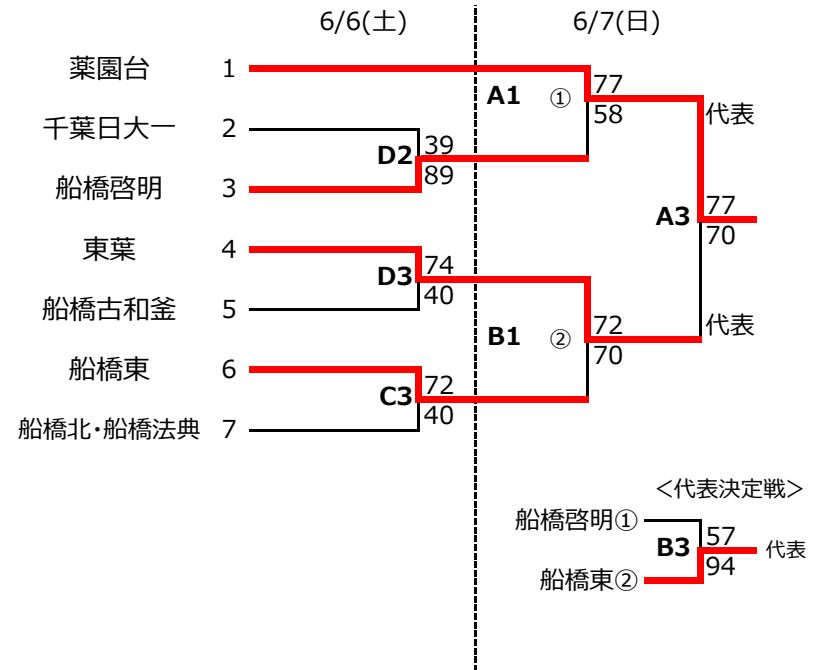 6/6(土) 6/7(日)
薬園台 1
A1 ① 77
58
代表
千葉日大一 2
D2 39
89
船橋啓明 3
A3 77
70
東葉 4
D3 74
40
船橋古和釜 5
B1 ② 72
70
代表
船橋東 6
C3 72
40
船橋北・船橋法典 7
＜代表決定戦＞
船橋啓明①
B3 57
94
代表
船橋東②